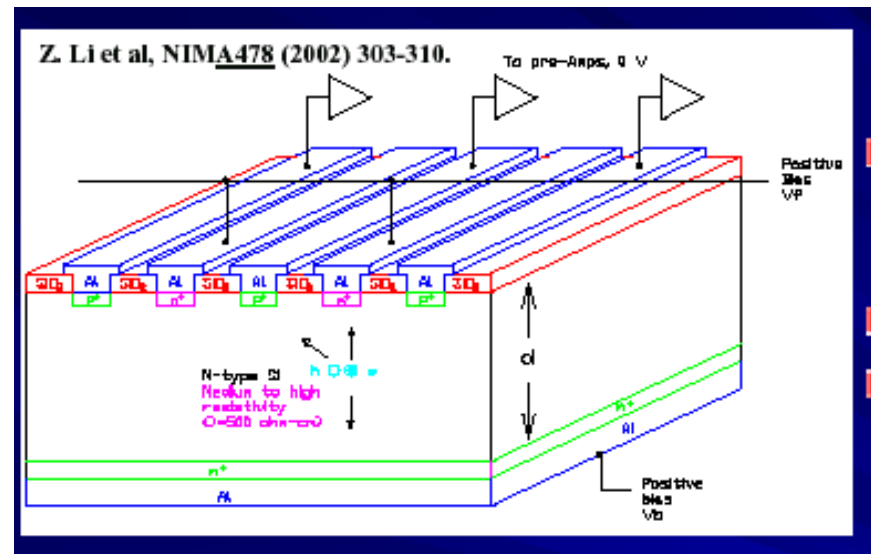 Z. Li et al, NIMA478 (2002) 303-310.
To pre-Amps, 0 V
Positive
Bias
VP
SiO₂ Al SiO₂ Al SiO₂ Al SiO₂ Al SiO₂ Al SiO₂
p⁺ n⁺ p⁺ n⁺ p⁺
d
h e
N-type Si
Medium to high
resistivity
n⁺
Al
n⁺
Al
Positive
bias
Vb